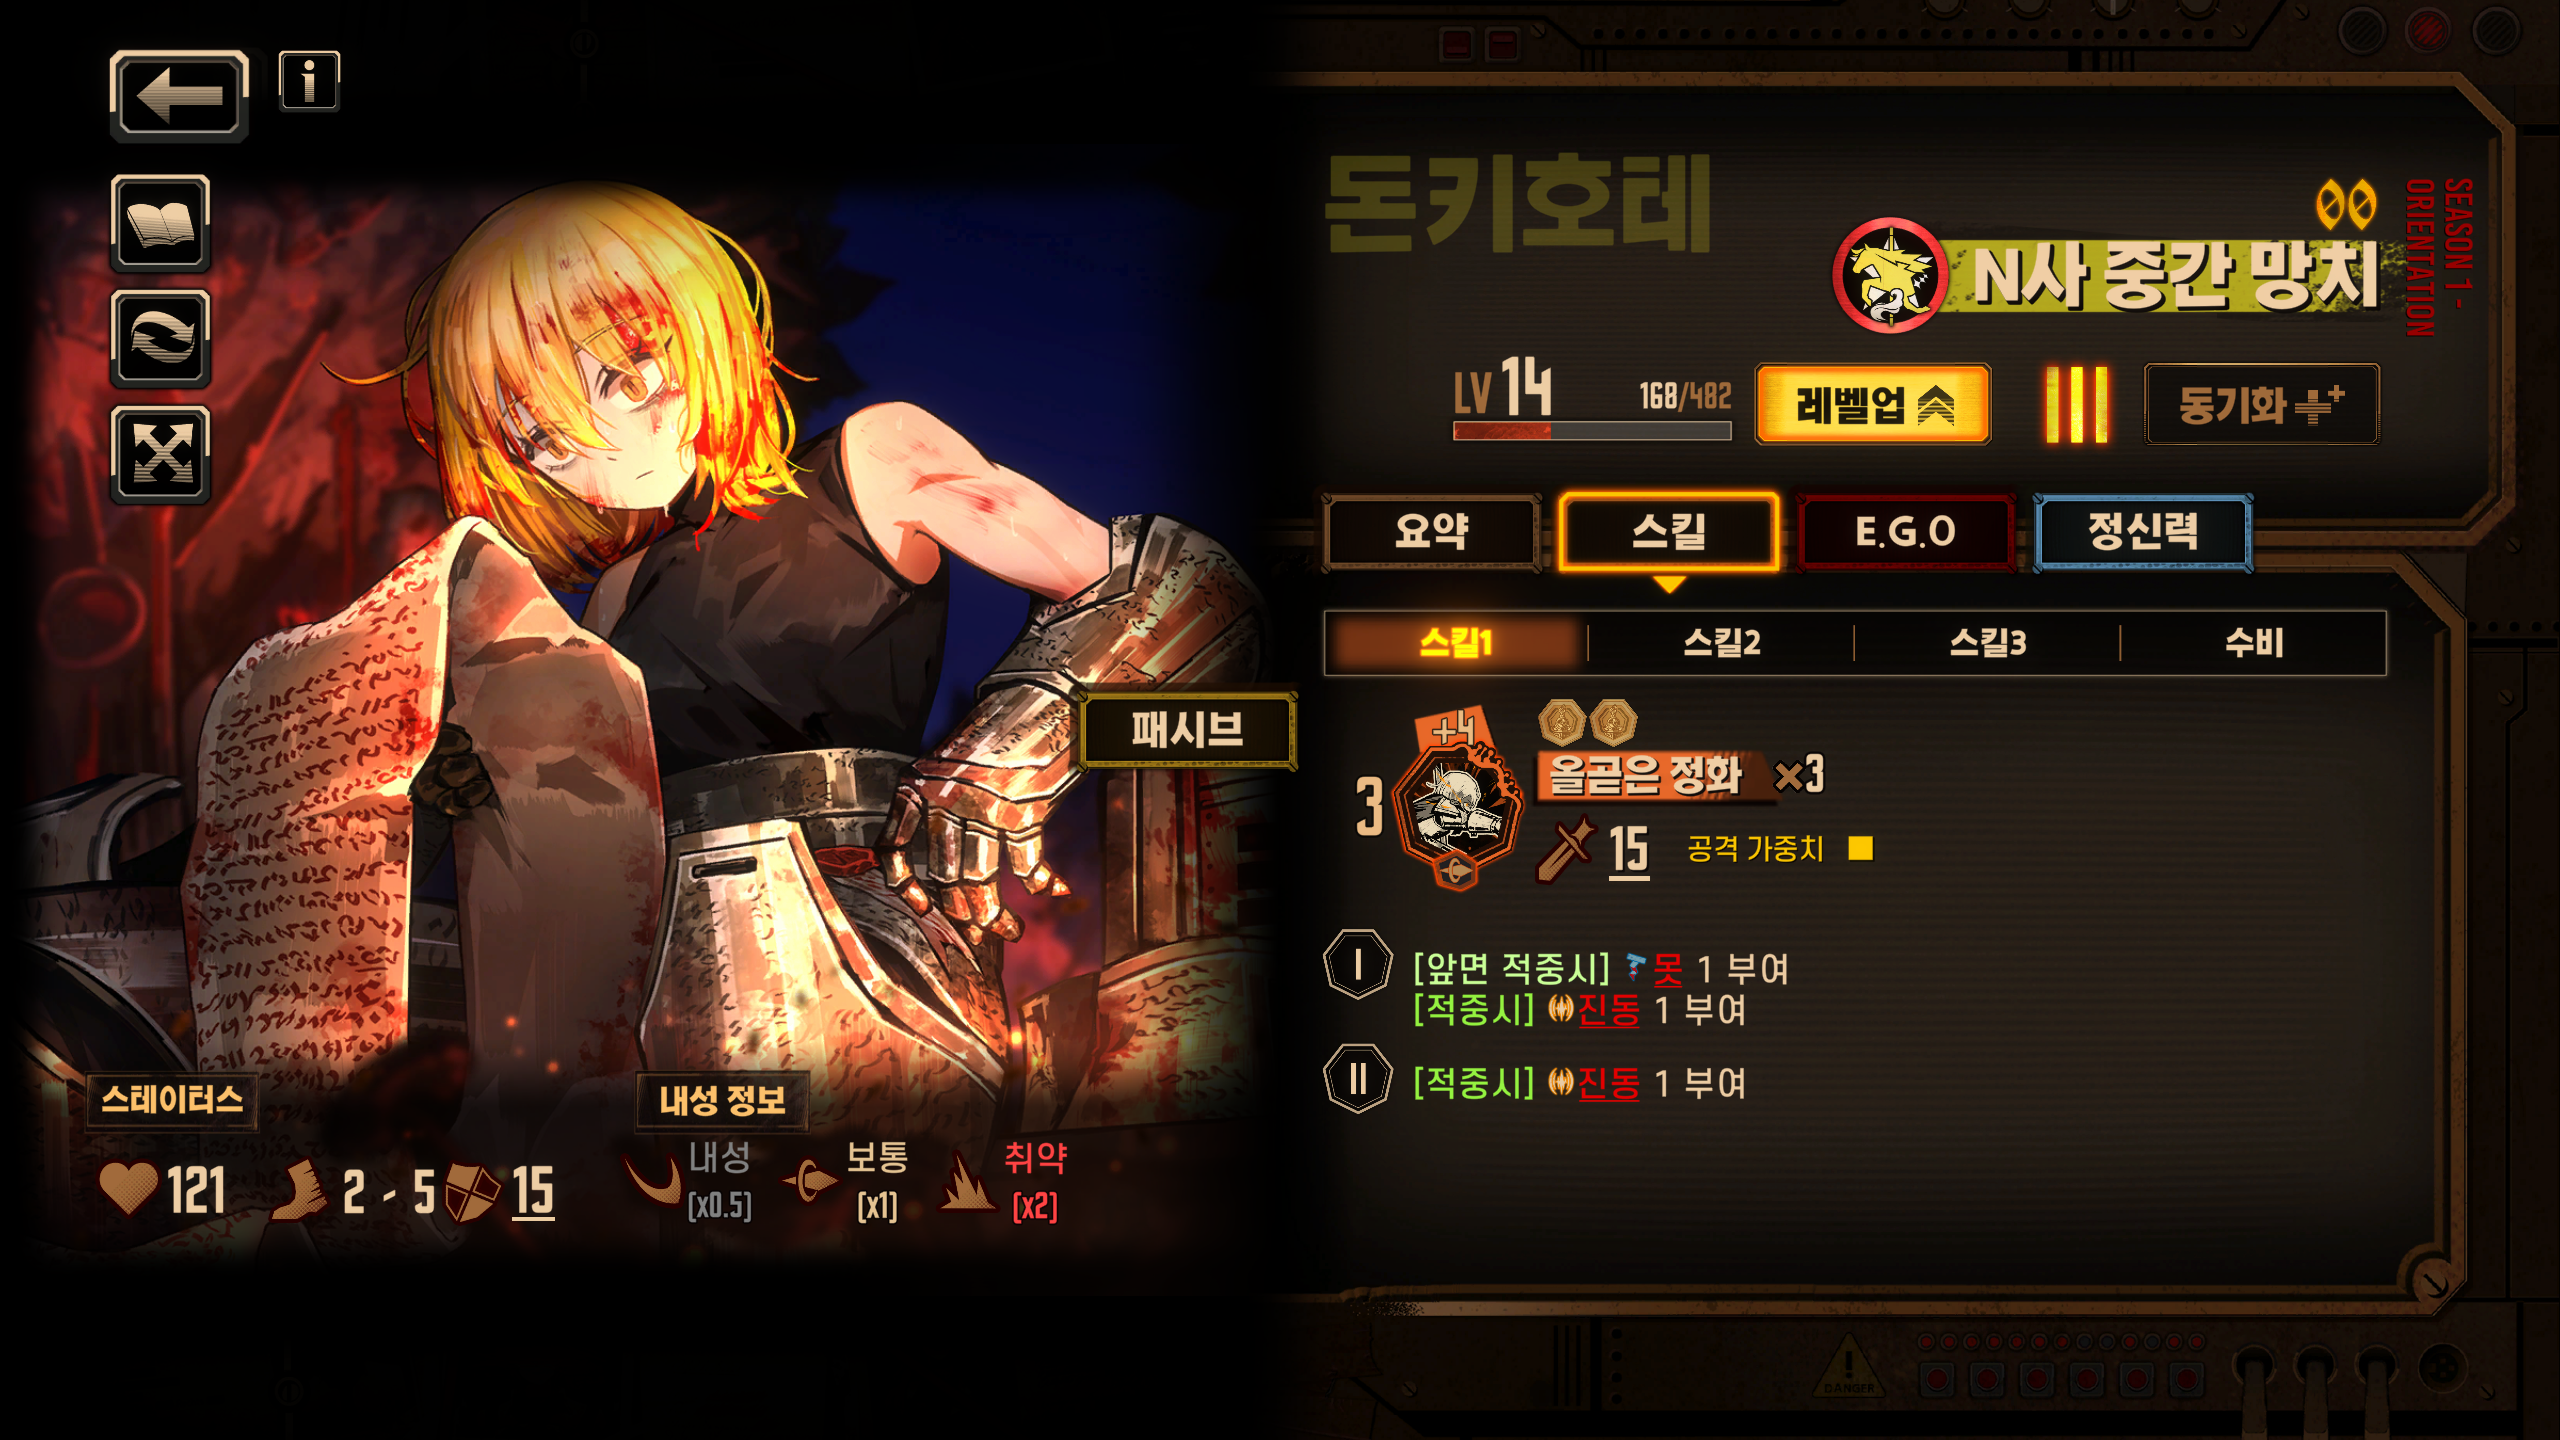 돈키호테
N사 중간 망치
SEASON 1 -
ORIENTATION
LV 14
168/482
레벨업
동기화
요약
스킬
E.G.O
정신력
스킬1
스킬2
스킬3
수비
패시브
+4
3
올곧은 정화 ×3
15 공격 가중치
I
[앞면 적중시] 못 1 부여
[적중시] 진동 1 부여
II
[적중시] 진동 1 부여
스테이터스
121
2 - 5
15
내성 정보
내성
[x0.5]
보통
[x1]
취약
[x2]
DANGER